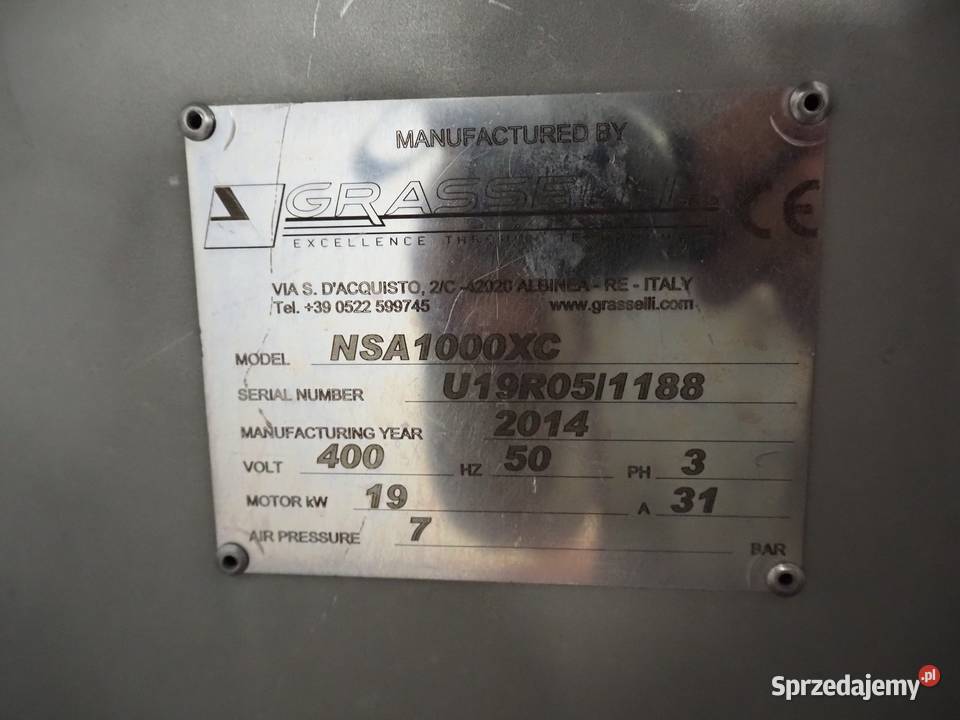 MANUFACTURED BY
GRASSELLI
EXCELLENCE
VIA S. D'ACQUISTO, 2/C -42020 ALBINEA - RE - ITALY
Tel. +39 0522 599745 www.grasselli.com
CE
MODEL NSA1000XC
SERIAL NUMBER U19R05/1188
MANUFACTURING YEAR 2014
VOLT 400 HZ 50 PH 3
MOTOR kW 19 A 31
AIR PRESSURE 7 BAR
Sprzedajemy.pl